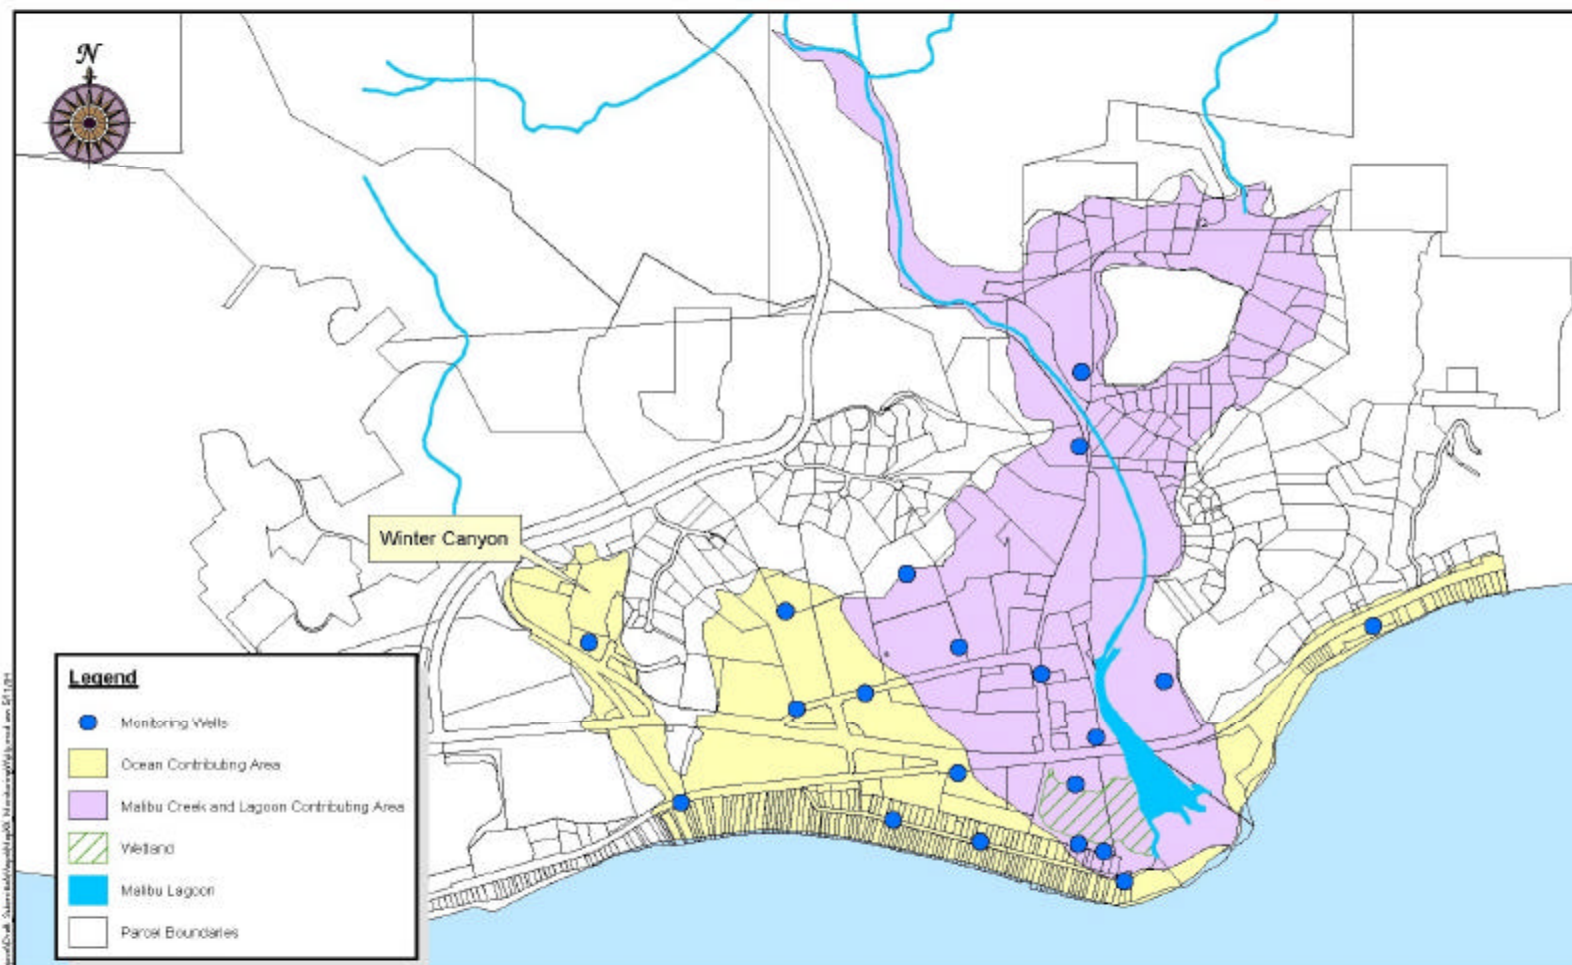 N
Winter Canyon
Legend
Monitoring Wells
Ocean Contributing Area
Malibu Creek and Lagoon Contributing Area
Wetland
Malibu Lagoon
Parcel Boundaries